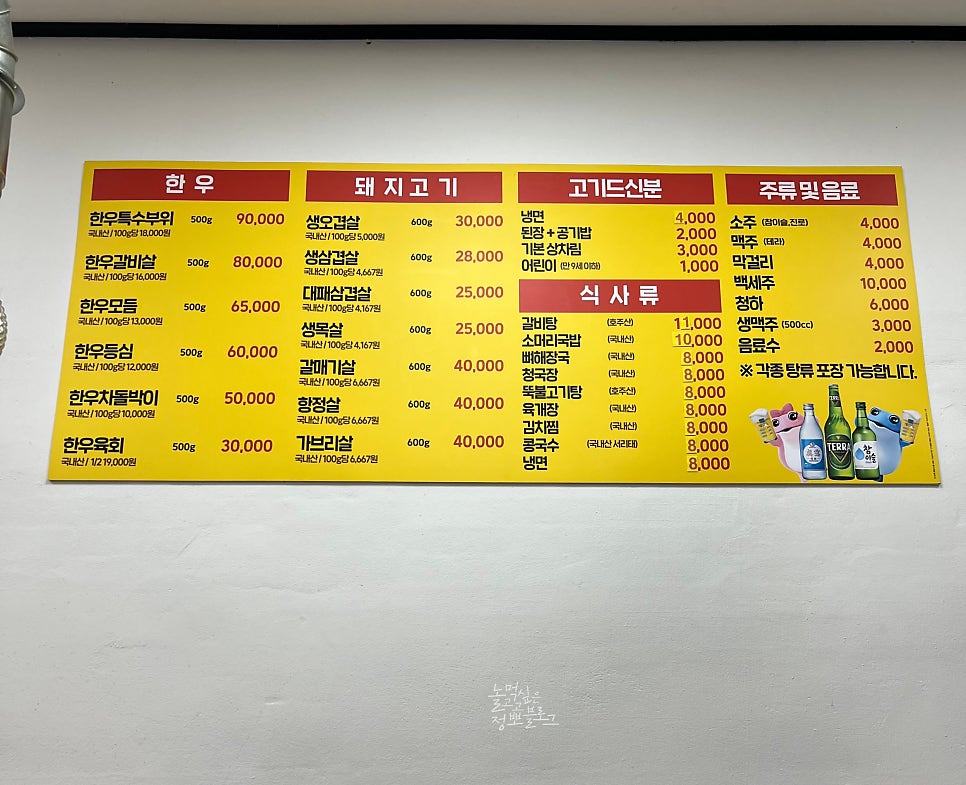 한우
한우특수부위 500g 90,000
국내산 / 100g당 18,000원
한우갈비살 500g 80,000
국내산 / 100g당 16,000원
한우모듬 500g 65,000
국내산 / 100g당 13,000원
한우등심 500g 60,000
국내산 / 100g당 12,000원
한우차돌박이 500g 50,000
국내산 / 100g당 10,000원
한우육회 500g 30,000
국내산 / 1/2 19,000원
돼지고기
생오겹살 600g 30,000
국내산 / 100g당 5,000원
생삼겹살 600g 28,000
국내산 / 100g당 4,667원
대패삼겹살 600g 25,000
국내산 / 100g당 4,167원
생목살 600g 25,000
국내산 / 100g당 4,167원
갈매기살 600g 40,000
국내산 / 100g당 6,667원
항정살 600g 40,000
국내산 / 100g당 6,667원
가브리살 600g 40,000
국내산 / 100g당 6,667원
고기드신분
냉면 4,000
된장 + 공기밥 2,000
기본상차림 3,000
어린이 (만 9세 이하) 1,000
식사류
갈비탕 (호주산) 11,000
소머리국밥 (국내산) 10,000
뼈해장국 (국내산) 8,000
청국장 (국내산) 8,000
뚝불고기탕 (호주산) 8,000
육개장 (국내산) 8,000
김치찜 (국내산) 8,000
콩국수 (국내산 서리태) 8,000
냉면 8,000
주류 및 음료
소주 (참이슬,진로) 4,000
맥주 (테라) 4,000
막걸리 4,000
백세주 10,000
청하 6,000
생맥주 (500cc) 3,000
음료수 2,000
※ 각종 탕류 포장 가능합니다.
TERRA
TERRA
참이슬
놀고먹고싶은
정뽀블로그